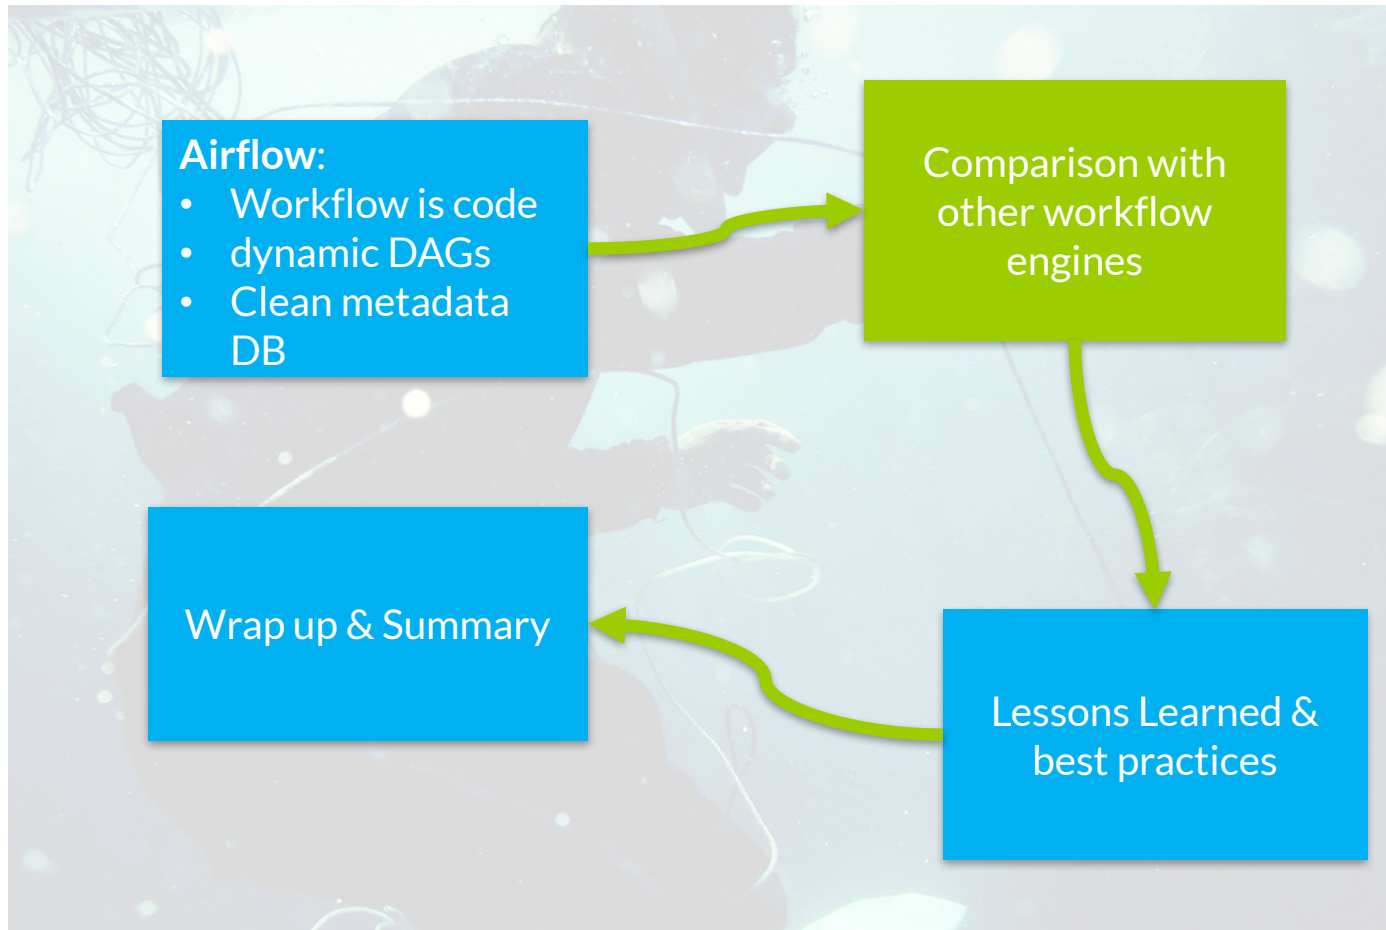 Airflow:
• Workflow is code
• dynamic DAGs
• Clean metadata
DB
Comparison with
other workflow
engines
Lessons Learned &
best practices
Wrap up & Summary